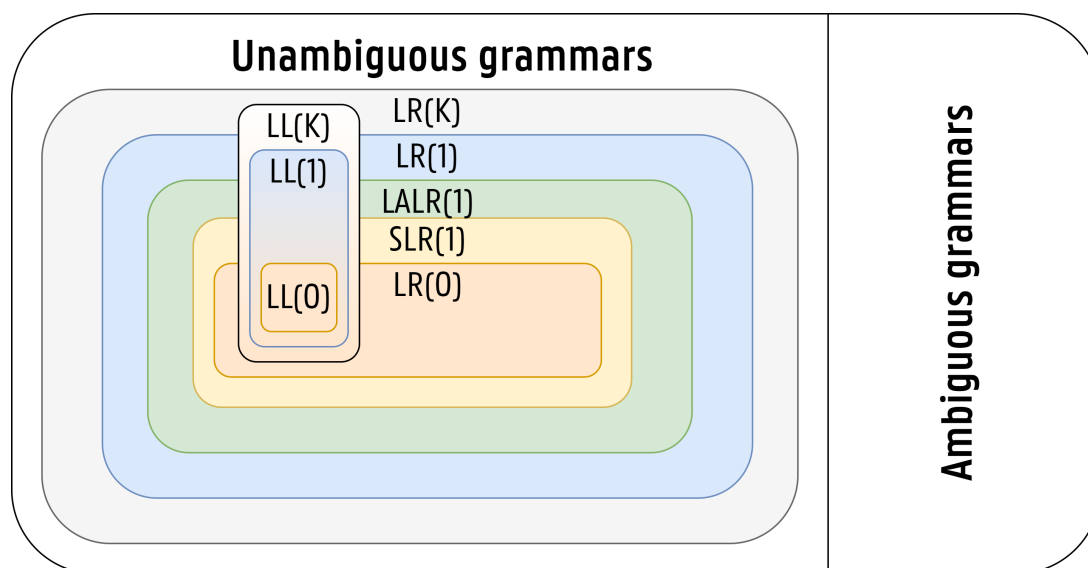 Unambiguous grammars
LR(K)
LL(K)
LR(1)
LL(1)
LALR(1)
SLR(1)
LR(0)
LL(0)
Ambiguous grammars